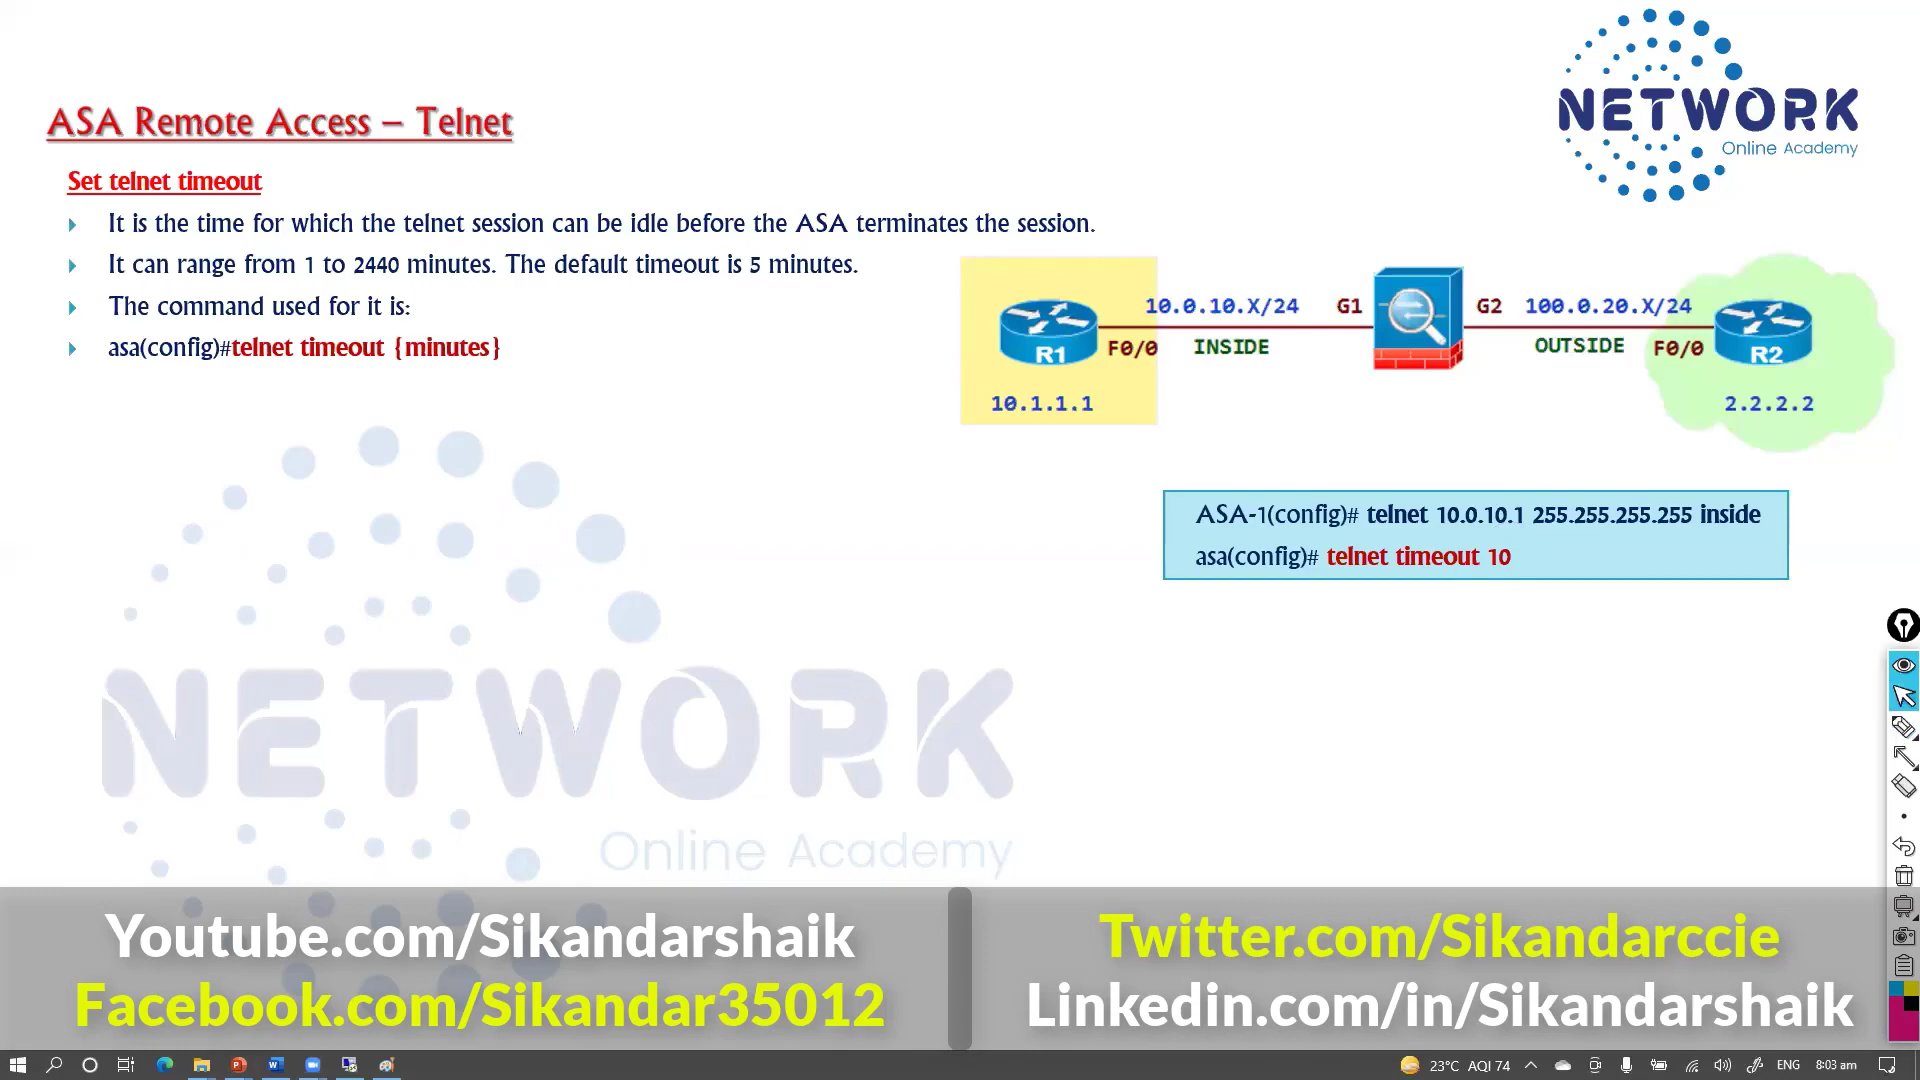 NETWORK
Online Academy
ASA Remote Access – Telnet
Set telnet timeout
It is the time for which the telnet session can be idle before the ASA terminates the session.
It can range from 1 to 2440 minutes. The default timeout is 5 minutes.
The command used for it is:
asa(config)#telnet timeout {minutes}
10.0.10.X/24 G1 G2 100.0.20.X/24
R1 F0/0 INSIDE OUTSIDE F0/0 R2
10.1.1.1 2.2.2.2
ASA-1(config)# telnet 10.0.10.1 255.255.255.255 inside
asa(config)# telnet timeout 10
NETWORK
Online Academy
Youtube.com/Sikandarshaik
Facebook.com/Sikandar35012
Twitter.com/Sikandarccie
Linkedin.com/in/Sikandarshaik
23°C AQI 74 ENG 8:03 am